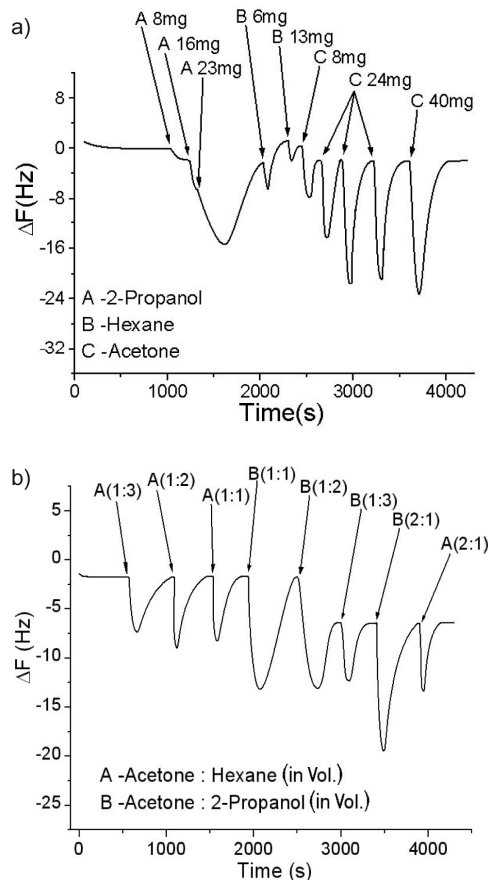 a)
A 8mg
A 16mg
A 23mg
B 6mg
B 13mg
C 8mg
C 24mg
C 40mg
8
0
-8
-16
-24
-32
ΔF(Hz)
A -2-Propanol
B -Hexane
C -Acetone
0 1000 2000 3000 4000
Time(s)
b)
A(1:3)
A(1:2)
A(1:1)
B(1:1)
B(1:2)
B(1:3)
B(2:1)
A(2:1)
5
0
-5
-10
-15
-20
-25
ΔF (Hz)
A -Acetone : Hexane (in Vol.)
B -Acetone : 2-Propanol (in Vol.)
0 1000 2000 3000 4000
Time (s)